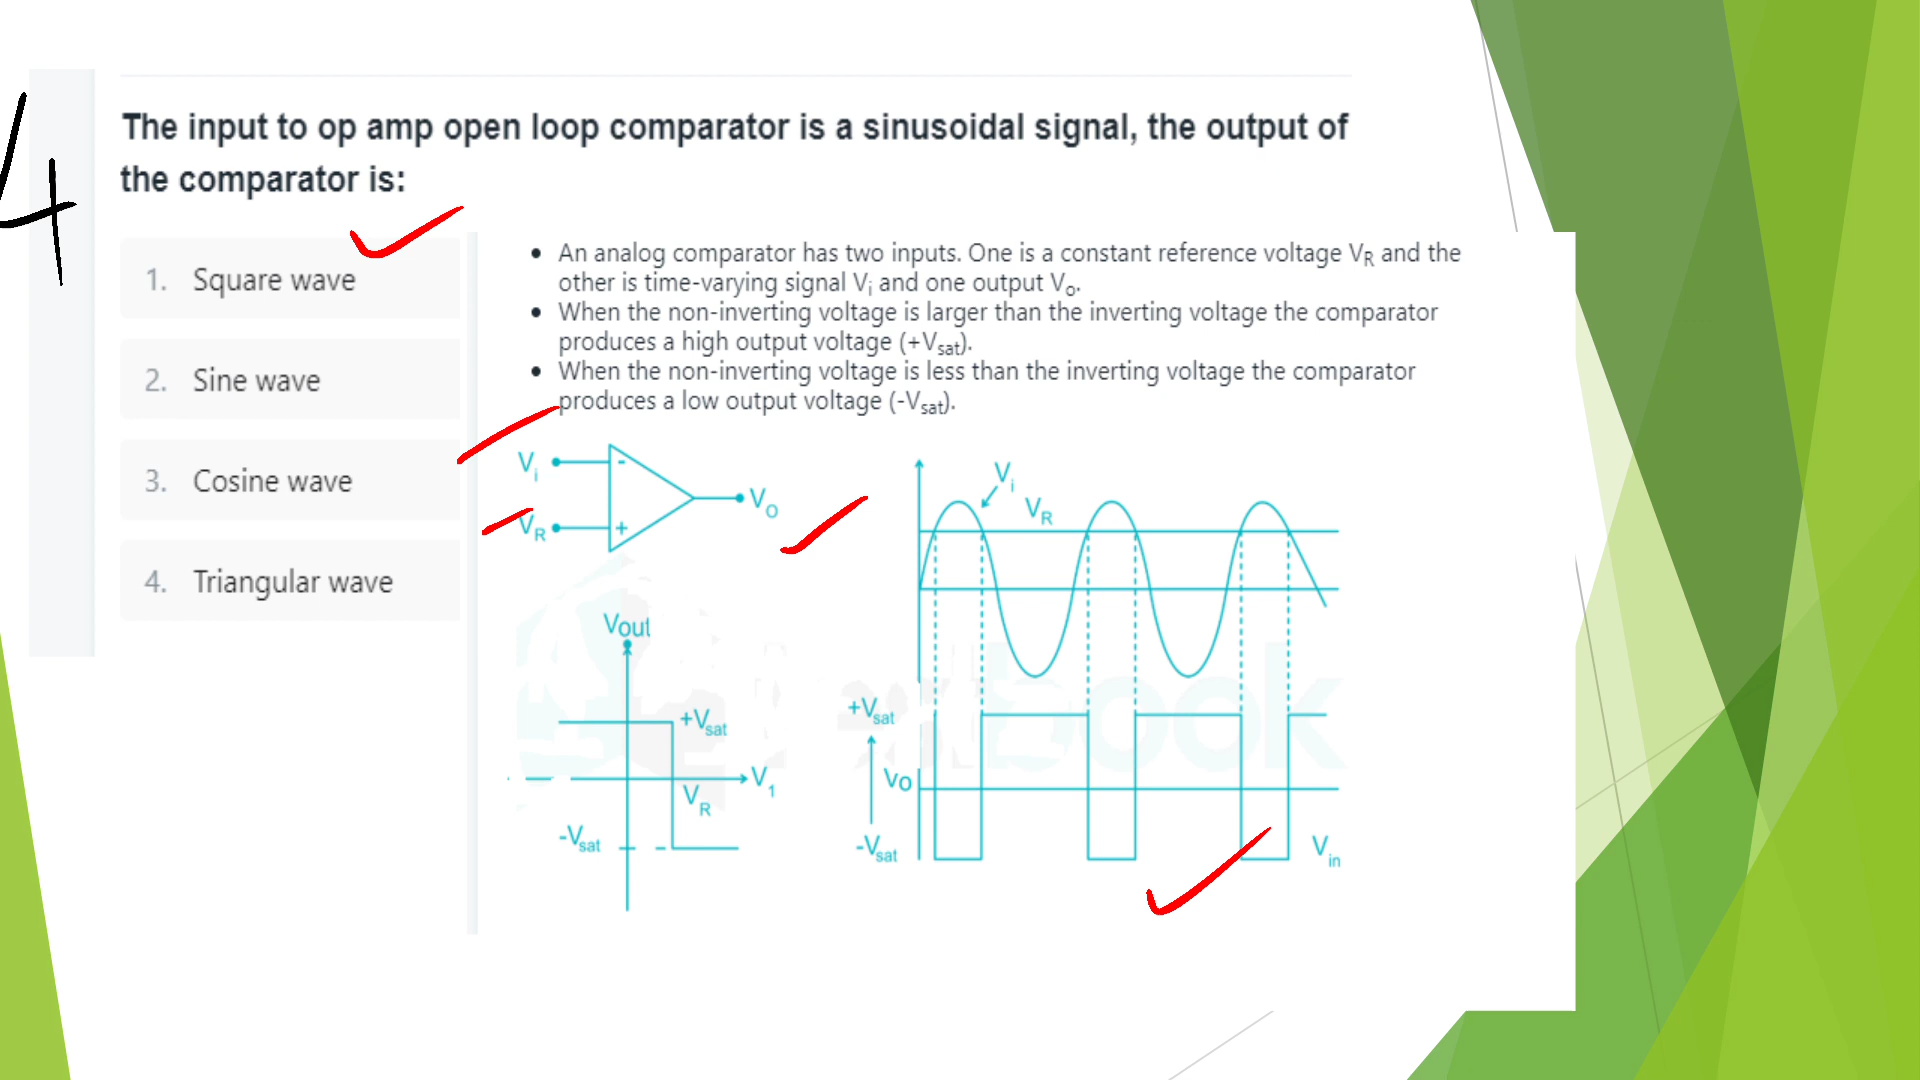 4
The input to op amp open loop comparator is a sinusoidal signal, the output of
the comparator is:
1. Square wave
2. Sine wave
3. Cosine wave
4. Triangular wave
• An analog comparator has two inputs. One is a constant reference voltage VR and the
other is time-varying signal Vi and one output Vo.
• When the non-inverting voltage is larger than the inverting voltage the comparator
produces a high output voltage (+Vsat).
• When the non-inverting voltage is less than the inverting voltage the comparator
produces a low output voltage (-Vsat).
Vi
-
VR
+
VO
Vout
+Vsat
V1
VR
-Vsat
Vi
VR
+Vsat
Vo
-Vsat
Vin